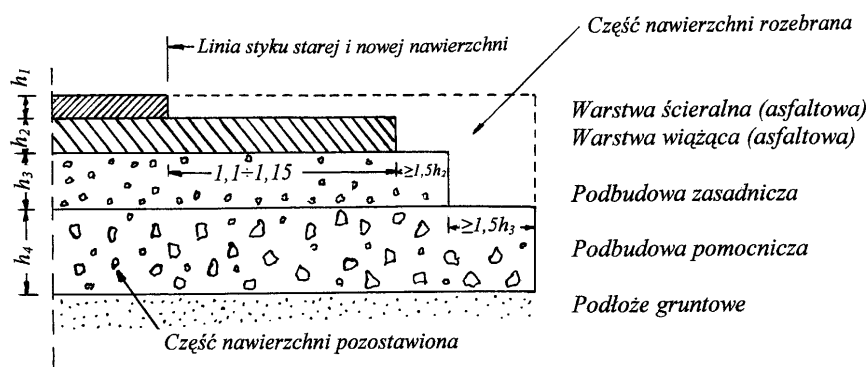 Część nawierzchni rozebrana
Linia styku starej i nowej nawierzchni
h1
Warstwa ścieralna (asfaltowa)
h2
Warstwa wiążąca (asfaltowa)
h3
1,1÷1,15
≥1,5h2
Podbudowa zasadnicza
≥1,5h3
h4
Podbudowa pomocnicza
Podłoże gruntowe
Część nawierzchni pozostawiona